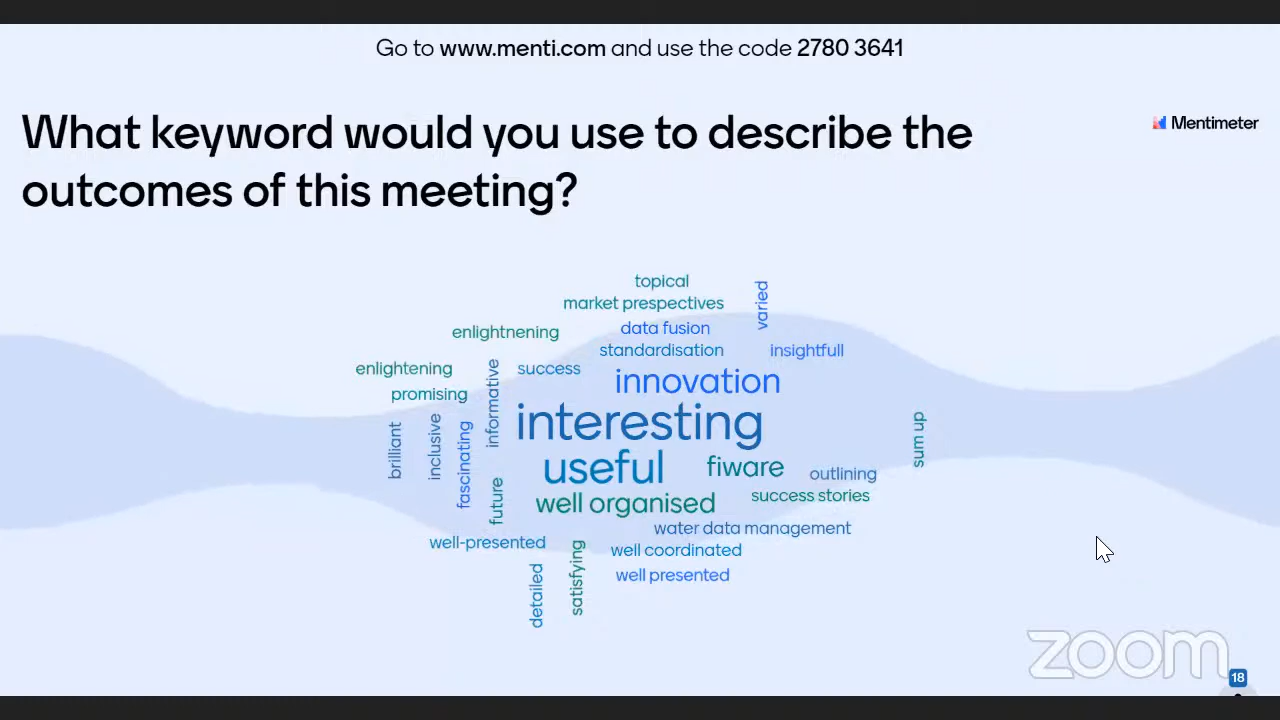 Go to www.menti.com and use the code 2780 3641
What keyword would you use to describe the
outcomes of this meeting?
Mentimeter
topical
market prespectives
varied
enlightnening
data fusion
standardisation
insightfull
enlightening
success
informative
innovation
promising
interesting
brilliant
inclusive
fascinating
sum up
useful
fiware
outlining
future
well organised
success stories
water data management
well-presented
well coordinated
satisfying
well presented
detailed
zoom
18